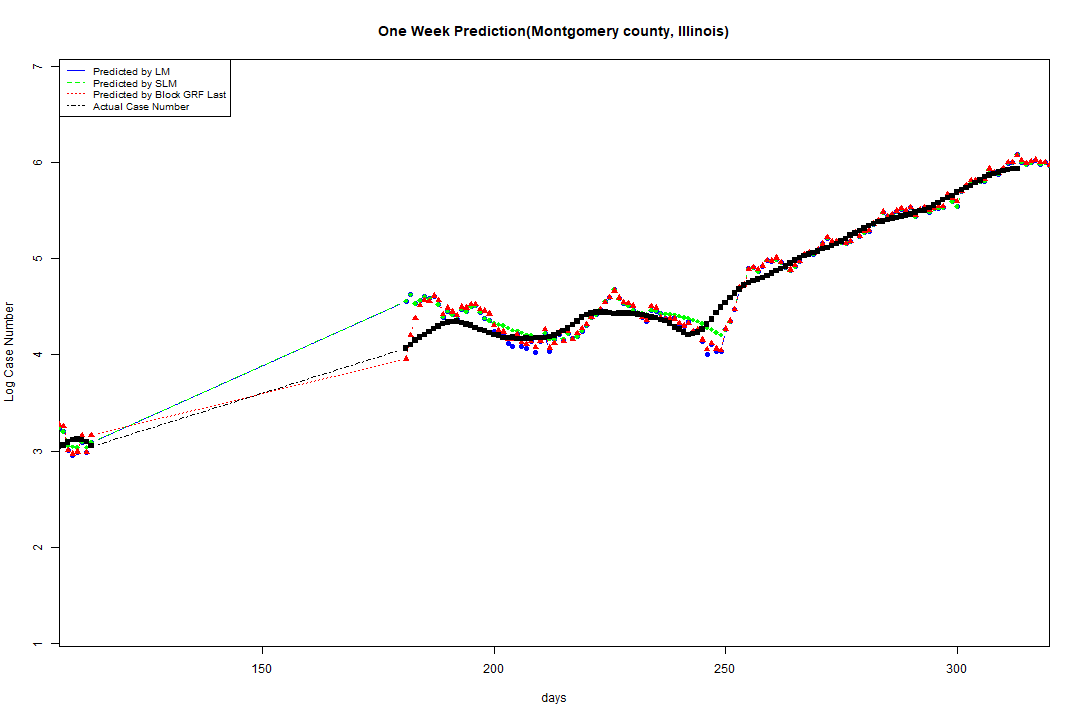 One Week Prediction(Montgomery county, Illinois)
Predicted by LM
Predicted by SLM
Predicted by Block GRF Last
Actual Case Number
7
6
5
4
3
2
1
Log Case Number
150 200 250 300
days